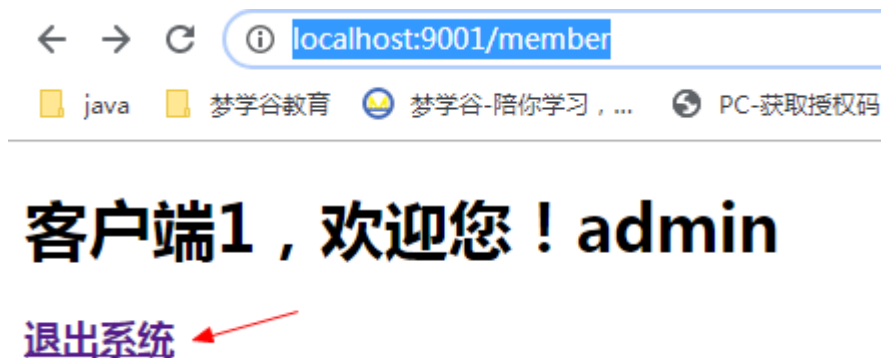 localhost:9001/member
java 梦学谷教育 梦学谷-陪你学习，... PC-获取授权码
客户端1，欢迎您！admin
退出系统